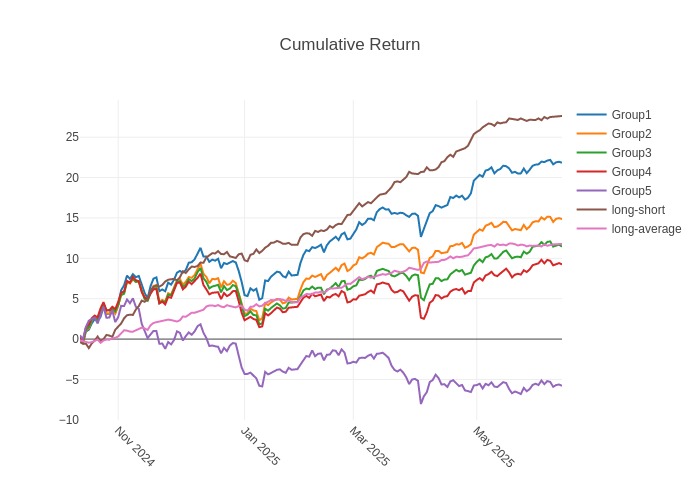 Cumulative Return
25
20
15
10
5
0
−5
−10
Nov 2024
Jan 2025
Mar 2025
May 2025
Group1
Group2
Group3
Group4
Group5
long-short
long-average